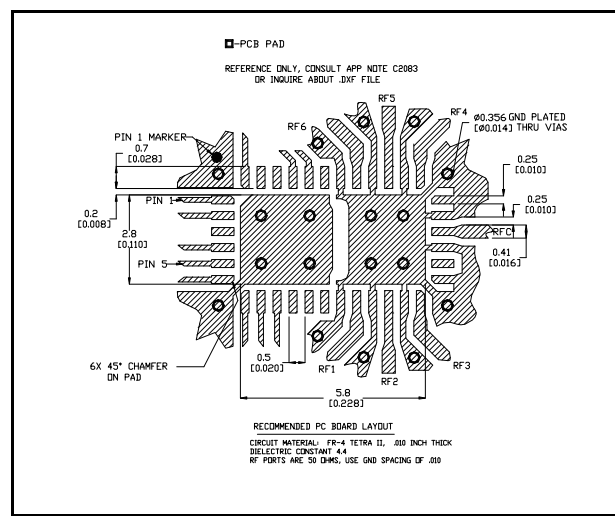 -PCB PAD
REFERENCE ONLY, CONSULT APP NOTE C2083
OR INQUIRE ABOUT .DXF FILE
RF5
RF4
RF6
Ø0.356 GND PLATED
[Ø0.014] THRU VIAS
PIN 1 MARKER
0.7
[0.028]
0.25
[0.010]
PIN 1
0.2
[0.008]
0.25
[0.010]
2.8
[0.110]
RFC
0.41
[0.016]
PIN 5
6X 45° CHAMFER
ON PAD
0.5
[0.020]
RF1
RF2
RF3
5.8
[0.228]
RECOMMENDED PC BOARD LAYOUT
CIRCUIT MATERIAL: FR-4 TETRA II, .010 INCH THICK
DIELECTRIC CONSTANT 4.4
RF PORTS ARE 50 OHMS, USE GND SPACING OF .010